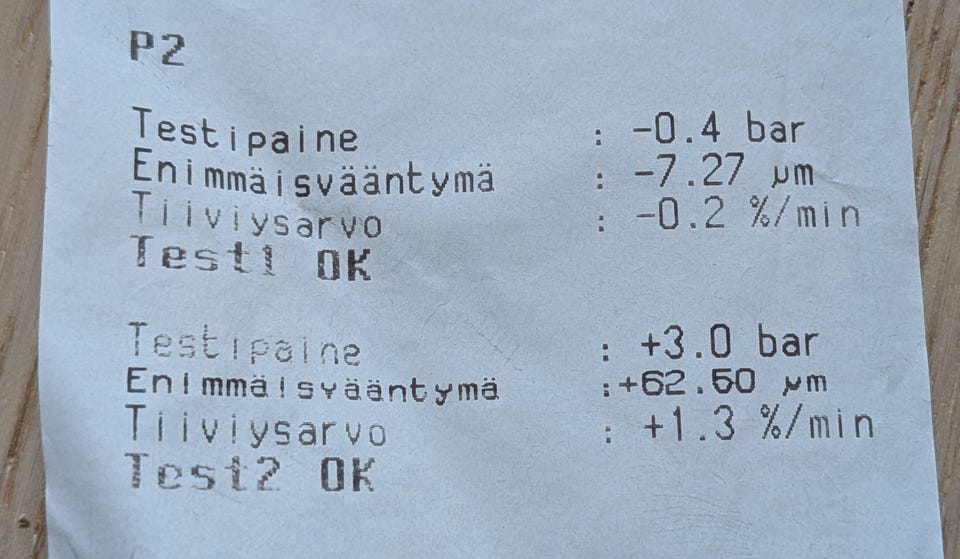 P2
Testipaine : -0.4 bar
Enimmäisvääntymä : -7.27 µm
Tiiviysarvo : -0.2 %/min
Test1 OK
Testipaine : +3.0 bar
Enimmäisvääntymä :+62.60 µm
Tiiviysarvo : +1.3 %/min
Test2 OK